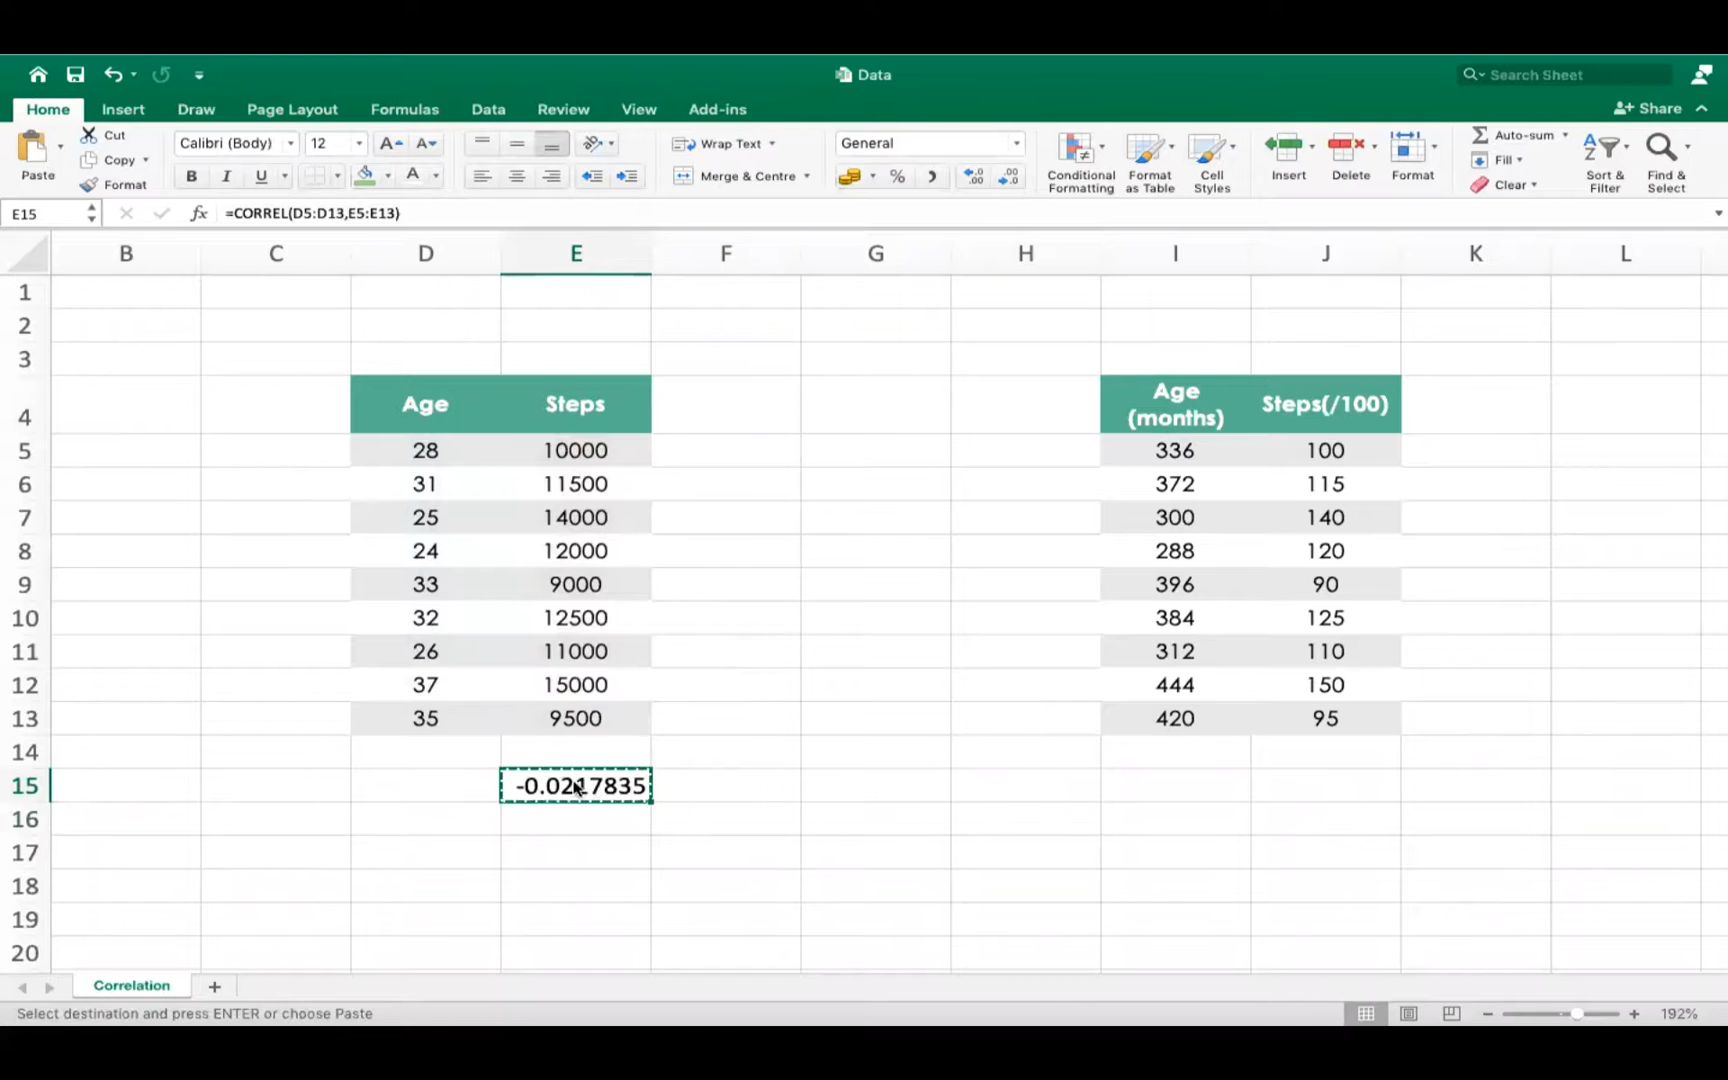 Data
Search Sheet
Home Insert Draw Page Layout Formulas Data Review View Add-ins
Share
Paste
Cut
Copy
Format
Calibri (Body) 12
A A
B I U A
Wrap Text
Merge & Centre
General
%
Conditional Formatting
Format as Table
Cell Styles
Insert
Delete
Format
Auto-sum
Fill
Clear
Sort & Filter
Find & Select
E15 fx =CORREL(D5:D13,E5:E13)
B C D E F G H I J K L
1
2
3
4 Age Steps Age (months) Steps(/100)
5 28 10000 336 100
6 31 11500 372 115
7 25 14000 300 140
8 24 12000 288 120
9 33 9000 396 90
10 32 12500 384 125
11 26 11000 312 110
12 37 15000 444 150
13 35 9500 420 95
14
15 -0.0217835
16
17
18
19
20
Correlation +
Select destination and press ENTER or choose Paste
192%